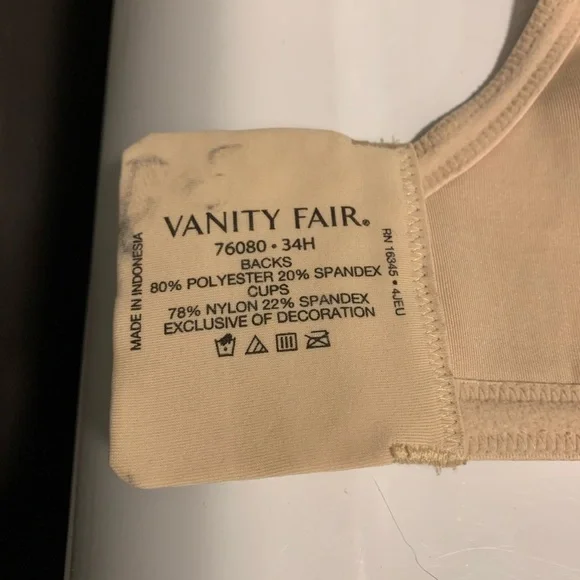 VANITY FAIR®
76080 • 34H
BACKS
80% POLYESTER 20% SPANDEX
CUPS
78% NYLON 22% SPANDEX
EXCLUSIVE OF DECORATION
MADE IN INDONESIA
RN 16345 • 4JEU